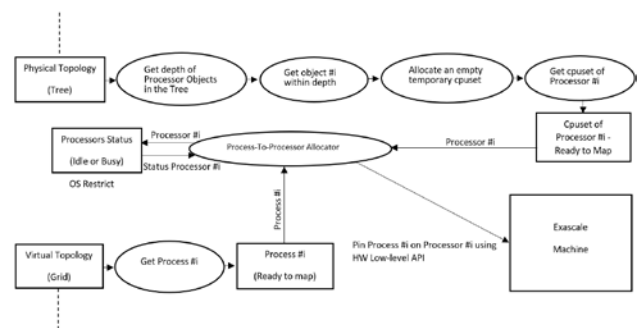 Physical Topology
(Tree)
Get depth of
Processor Objects
in the Tree
Get object #i
within depth
Allocate an empty
temporary cpuset
Get cpuset of
Processor #i
Processors Status
(Idle or Busy)
OS Restrict
Processor #i
Status Processor #i
Process-To-Processor Allocator
Processor #i
Cpuset of
Processor #i -
Ready to Map
Process #i
Pin Process #i on Processor #i using
HW Low-level API
Exascale
Machine
Virtual Topology
(Grid)
Get Process #i
Process #i
(Ready to map)